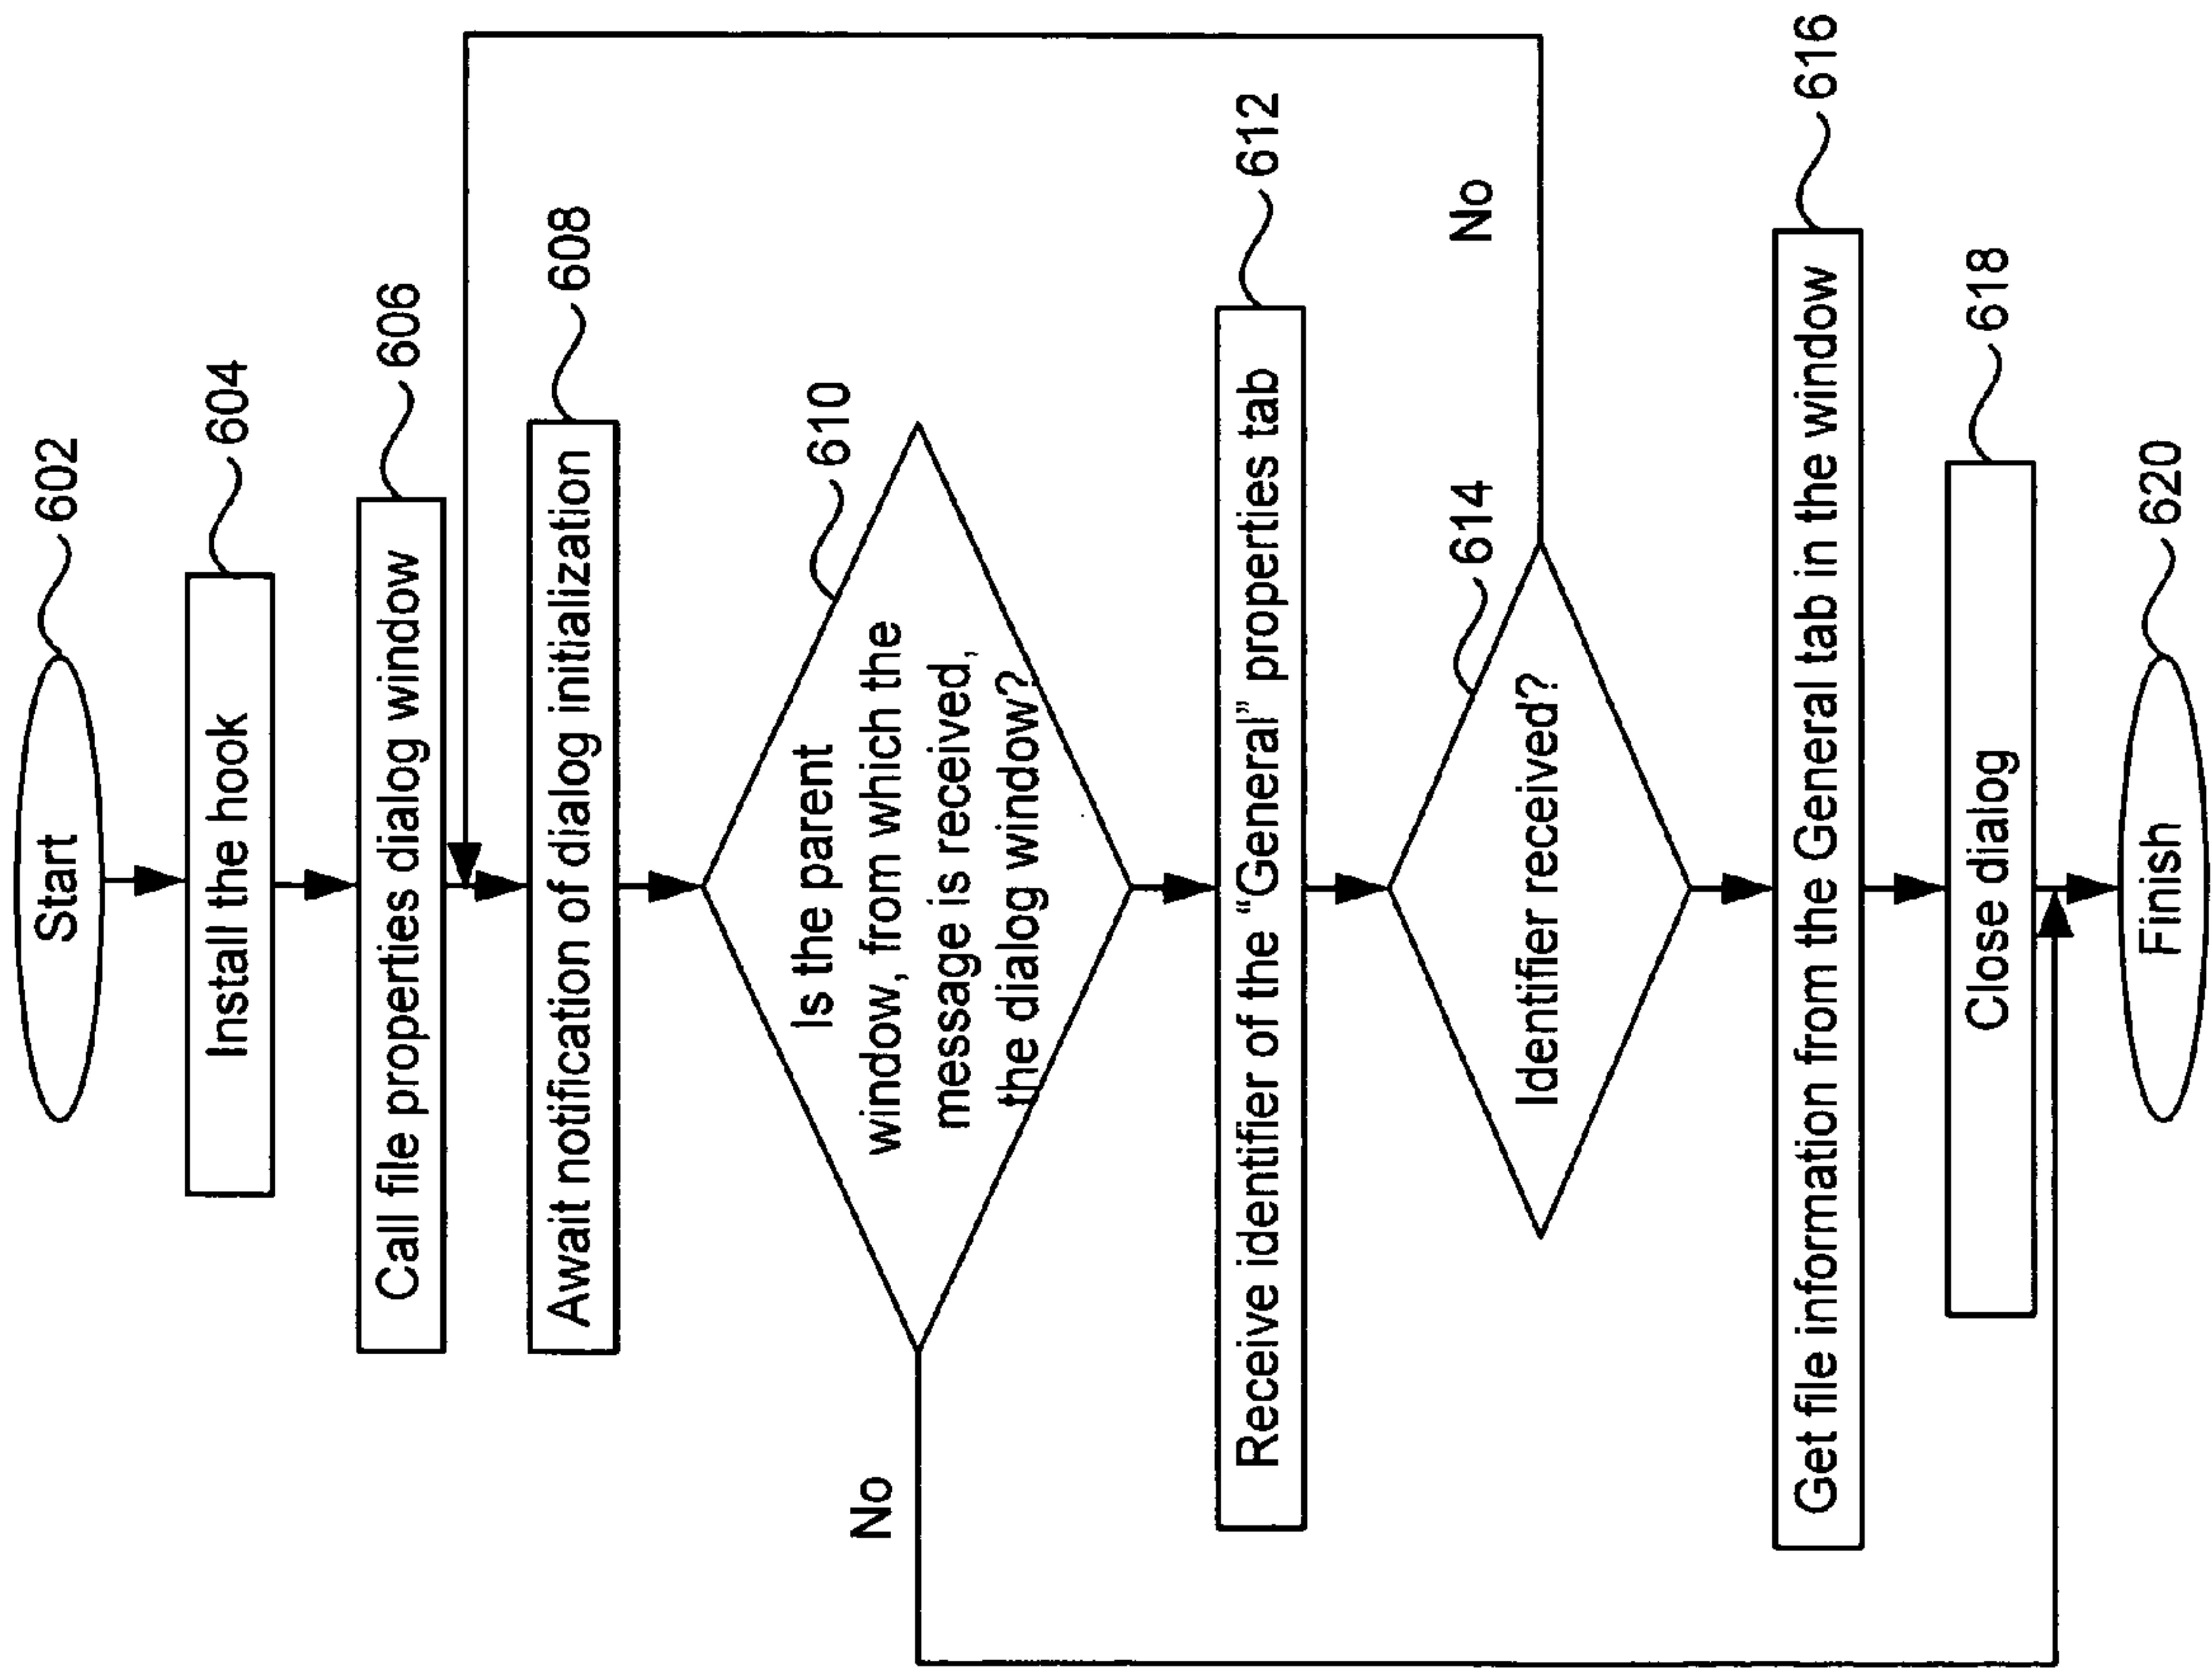 Start
602
Install the hook
604
Call file properties dialog window
606
Await notification of dialog initialization
608
610
Is the parent
window, from which the
message is received,
the dialog window?
No
Receive identifier of the “General” properties tab
612
614
Identifier received?
No
Get file information from the General tab in the window
616
Close dialog
618
Finish
620